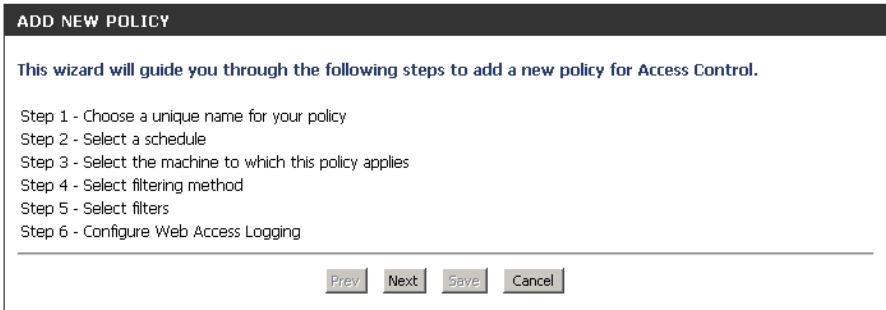 ADD NEW POLICY
This wizard will guide you through the following steps to add a new policy for Access Control.
Step 1 - Choose a unique name for your policy
Step 2 - Select a schedule
Step 3 - Select the machine to which this policy applies
Step 4 - Select filtering method
Step 5 - Select filters
Step 6 - Configure Web Access Logging
Prev Next Save Cancel